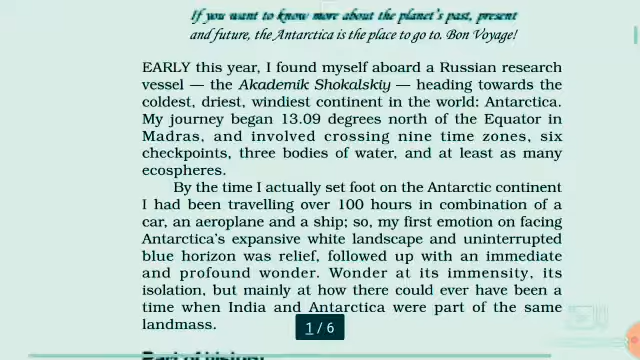 If you want to know more about the planet's past, present
and future, the Antarctica is the place to go to. Bon Voyage!
EARLY this year, I found myself aboard a Russian research
vessel — the Akademik Shokalskiy — heading towards the
coldest, driest, windiest continent in the world: Antarctica.
My journey began 13.09 degrees north of the Equator in
Madras, and involved crossing nine time zones, six
checkpoints, three bodies of water, and at least as many
ecospheres.
By the time I actually set foot on the Antarctic continent
I had been travelling over 100 hours in combination of a
car, an aeroplane and a ship; so, my first emotion on facing
Antarctica's expansive white landscape and uninterrupted
blue horizon was relief, followed up with an immediate
and profound wonder. Wonder at its immensity, its
isolation, but mainly at how there could ever have been a
time when India and Antarctica were part of the same
landmass.
1 / 6
Part of history